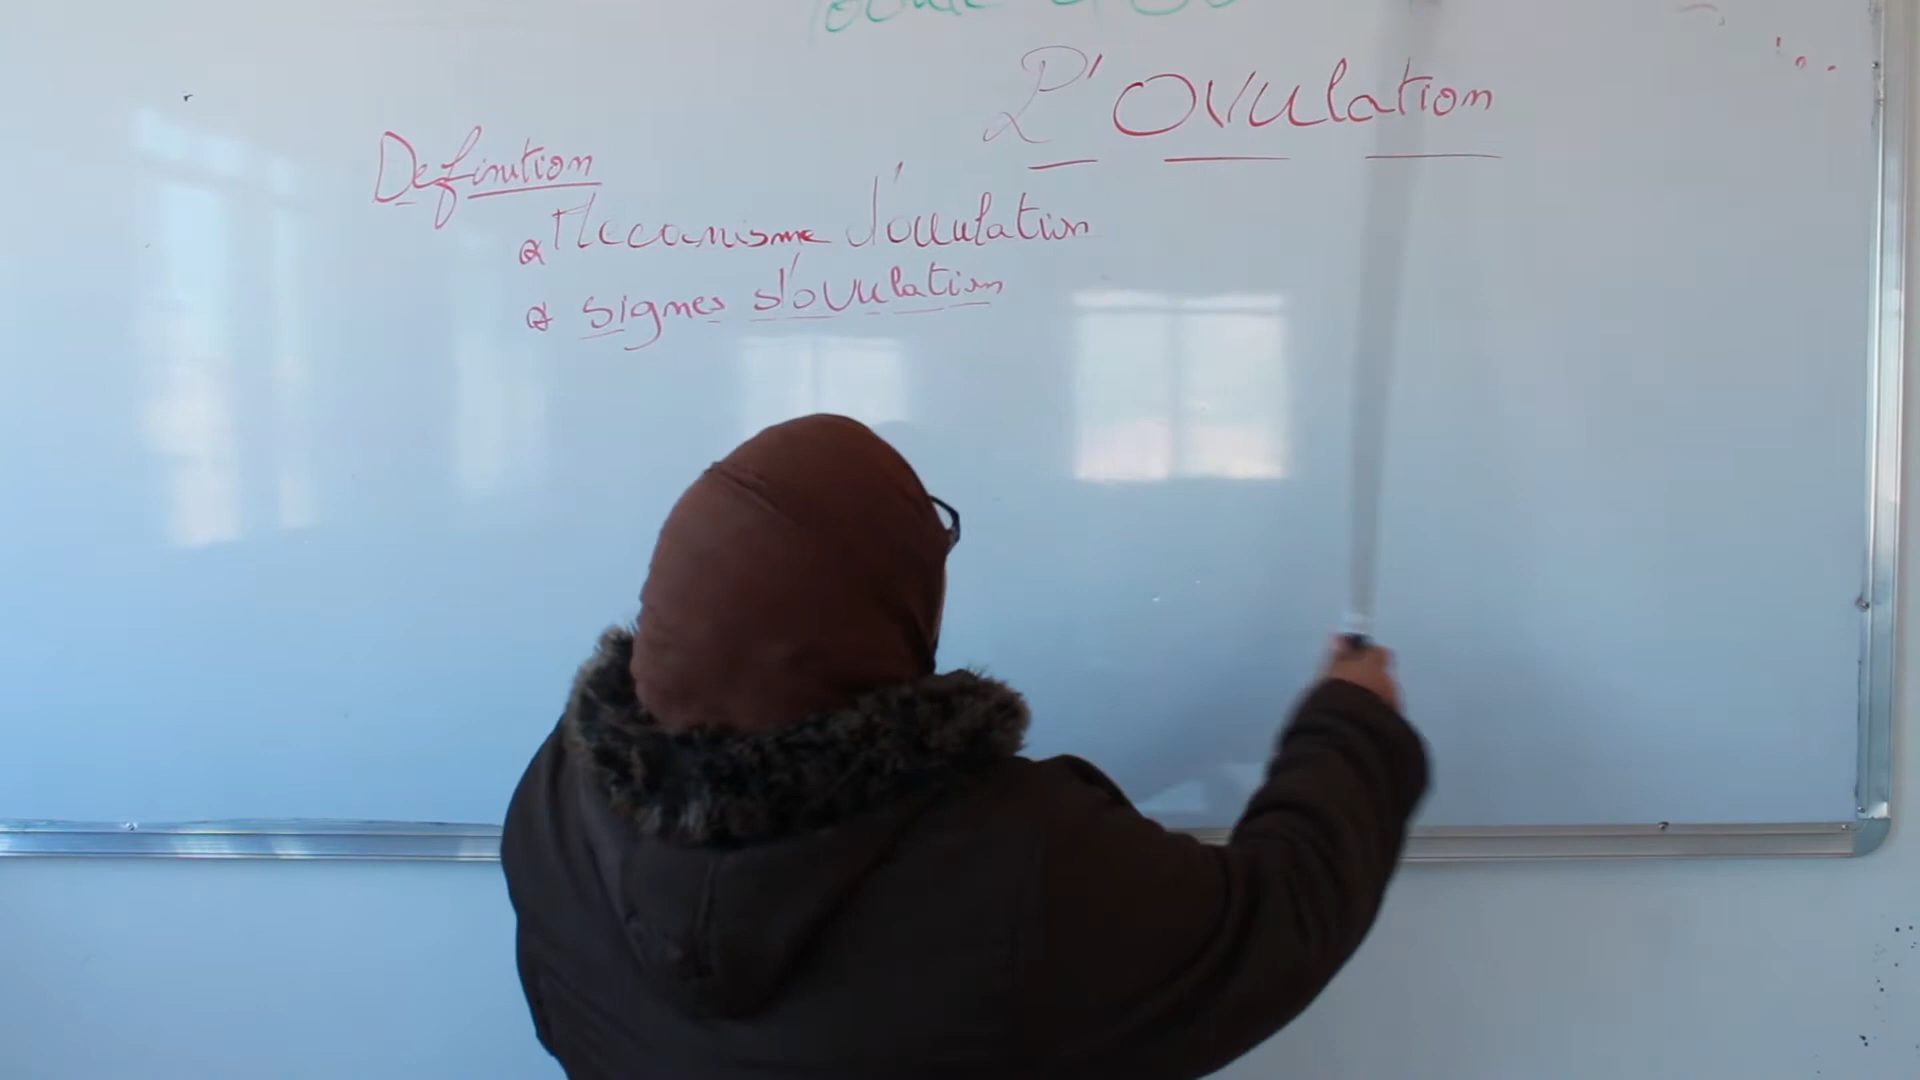 L'Ovulation
Definition
Mecanisme d'ovulation
signes d'ovulation